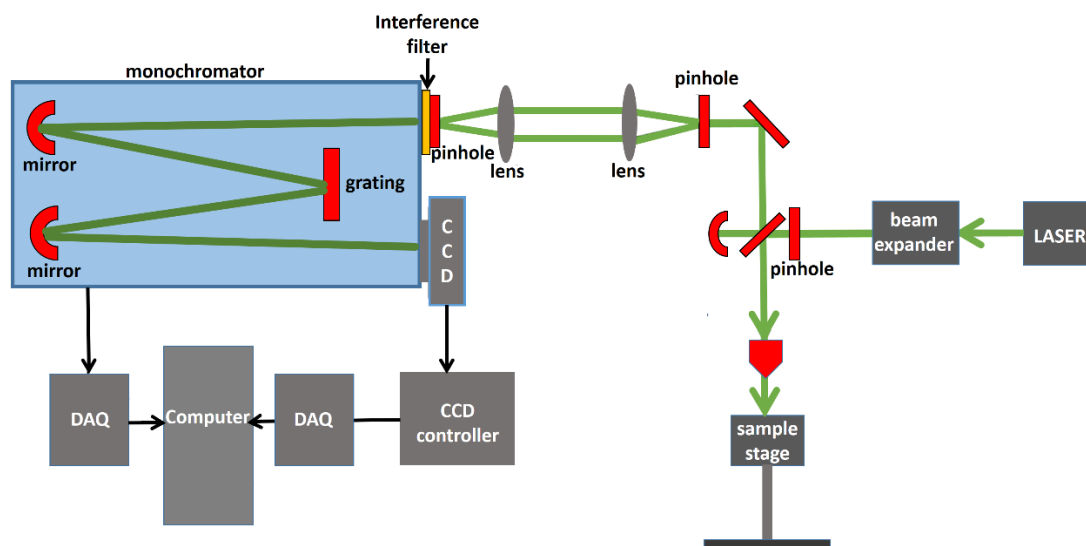 Interference
filter
monochromator
pinhole
mirror
grating
pinhole
lens
lens
mirror
C
C
D
beam
expander
LASER
pinhole
DAQ
Computer
DAQ
CCD
controller
sample
stage